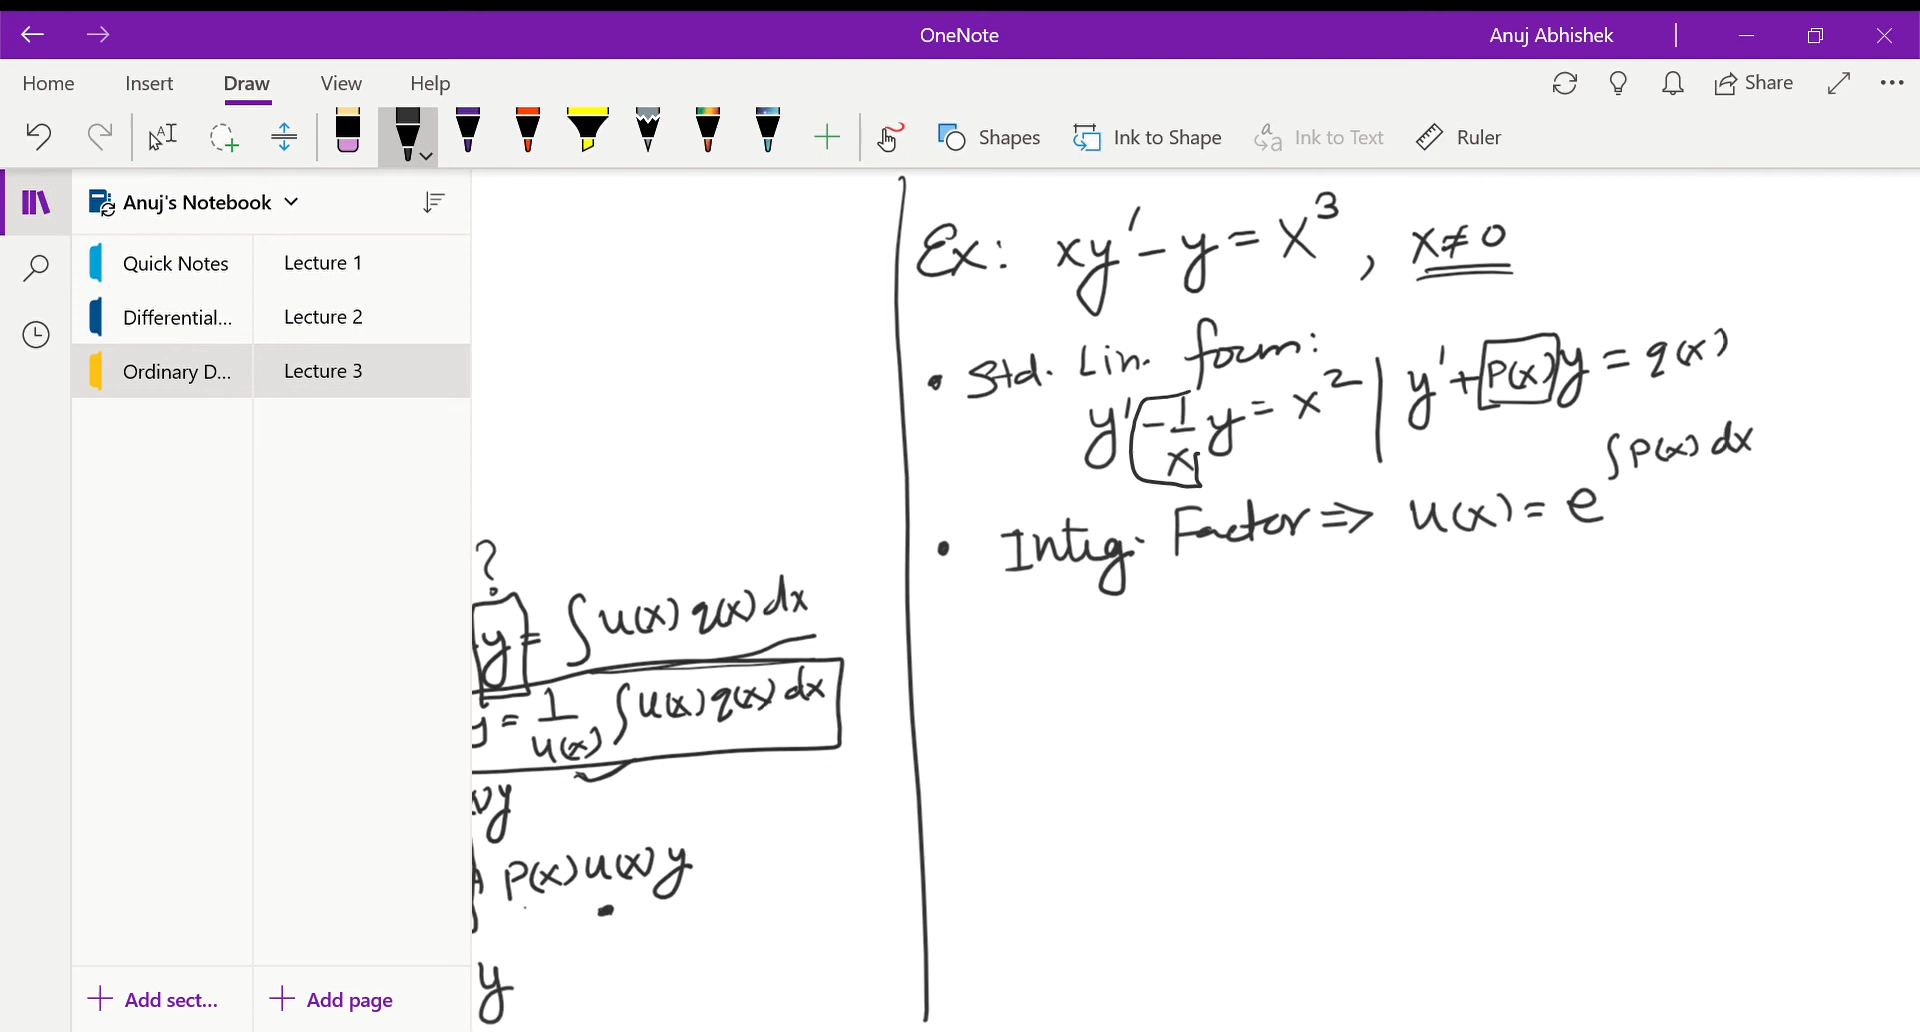 OneNote
Anuj Abhishek
Home Insert Draw View Help
Share
Shapes Ink to Shape Ink to Text Ruler
Anuj's Notebook
Quick Notes
Differential...
Ordinary D...
Lecture 1
Lecture 2
Lecture 3
Add sect...
Add page
?
y = ∫ u(x) q(x) dx
y = 1/u(x) ∫ u(x) q(x) dx
y
P(x) u(x) y
y
Ex: xy' - y = x³, x ≠ 0
• Std. Lin. form:
y' - 1/x y = x² | y' + P(x) y = q(x)
• Intig. Factor ⇒ u(x) = e^∫ P(x) dx